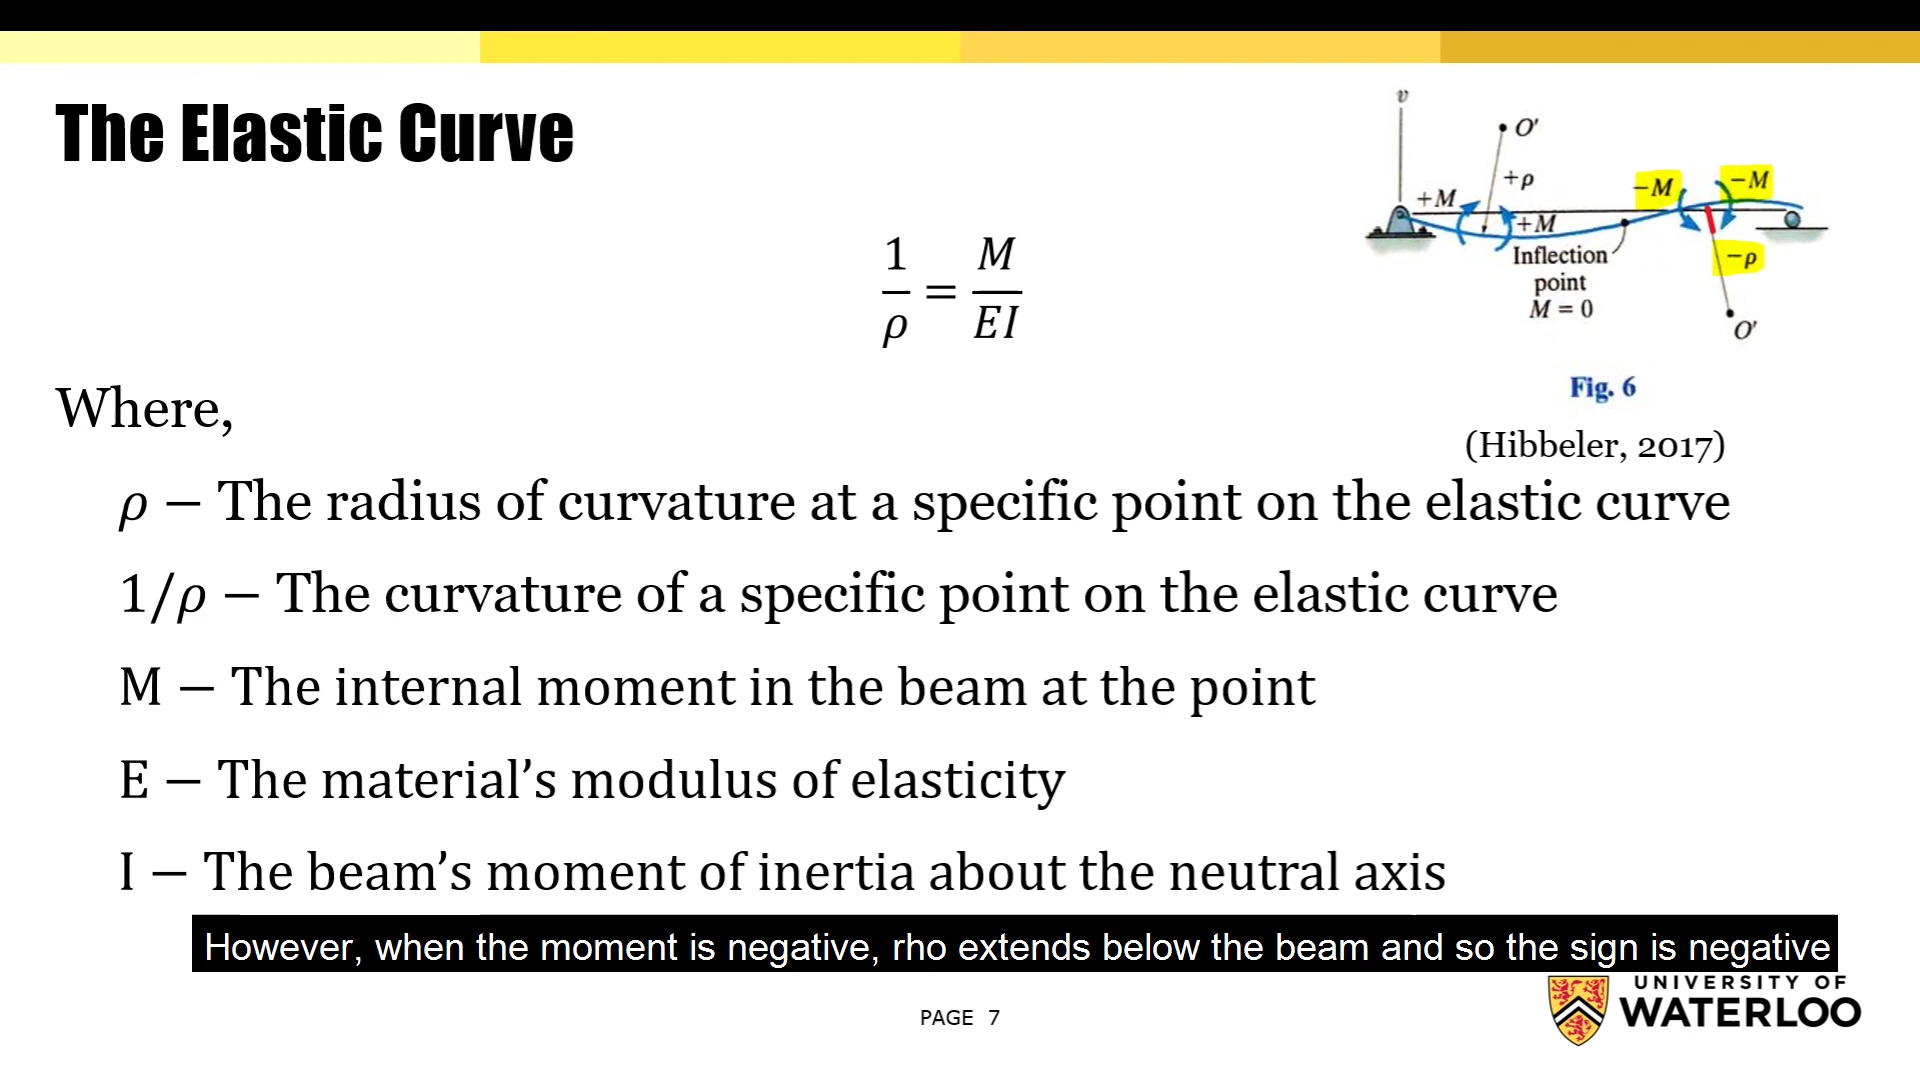 The Elastic Curve
1/ρ = M/EI
v
O'
+ρ
+M
+M
−M
−M
−ρ
O'
Inflection
point
M = 0
Fig. 6
(Hibbeler, 2017)
Where,
ρ − The radius of curvature at a specific point on the elastic curve
1/ρ − The curvature of a specific point on the elastic curve
M − The internal moment in the beam at the point
E − The material’s modulus of elasticity
I − The beam’s moment of inertia about the neutral axis
However, when the moment is negative, rho extends below the beam and so the sign is negative
PAGE 7
UNIVERSITY OF
WATERLOO